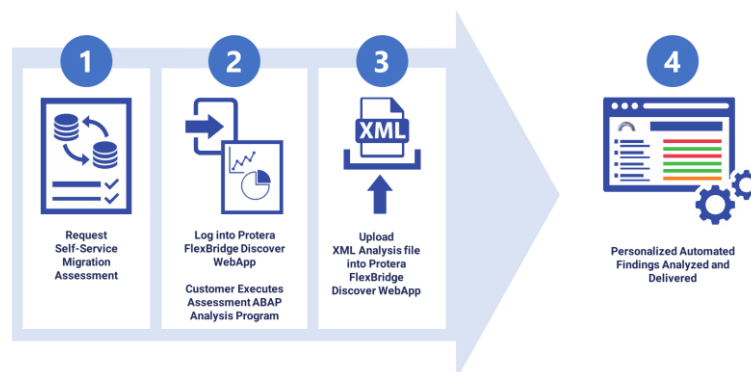 1
Request
Self-Service
Migration
Assessment
2
Log into Protera
FlexBridge Discover
WebApp
Customer Executes
Assessment ABAP
Analysis Program
3
XML
Upload
XML Analysis file
into Protera
FlexBridge
Discover WebApp
4
Personalized Automated
Findings Analyzed and
Delivered